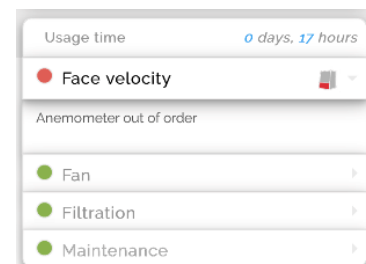 Usage time 0 days, 17 hours
Face velocity
Anemometer out of order
Fan
Filtration
Maintenance